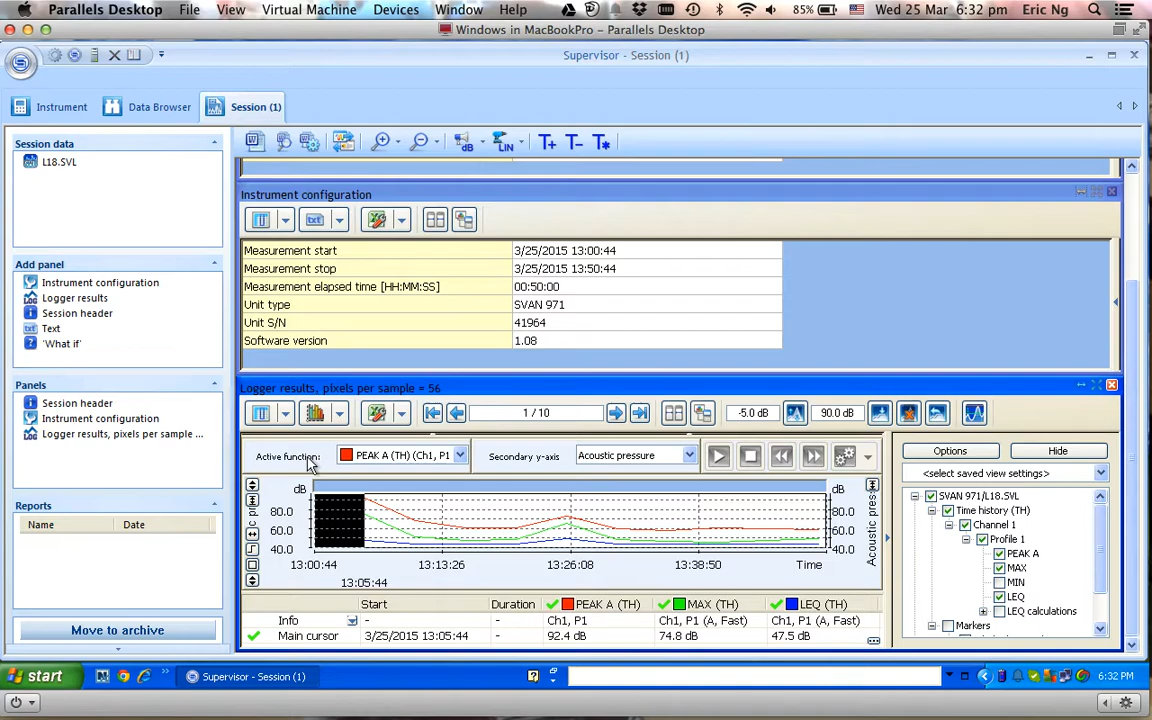 Parallels Desktop File View Virtual Machine Devices Window Help 85% Wed 25 Mar 6:32 pm Eric Ng
Windows in MacBookPro – Parallels Desktop
Supervisor - Session (1)
Instrument Data Browser Session (1)
Session data
L18.SVL
Add panel
Instrument configuration
Logger results
Session header
Text
'What if'
Panels
Session header
Instrument configuration
Logger results, pixels per sample ...
Reports
Name Date
Move to archive
dB LIN T+ T− T*
Instrument configuration
txt
Measurement start 3/25/2015 13:00:44
Measurement stop 3/25/2015 13:50:44
Measurement elapsed time [HH:MM:SS] 00:50:00
Unit type SVAN 971
Unit S/N 41964
Software version 1.08
Logger results, pixels per sample = 56
1 / 10 -5.0 dB 90.0 dB
Active function: PEAK A (TH) (Ch1, P1 Secondary y-axis Acoustic pressure
dB dB
80.0 80.0
60.0 60.0
40.0 40.0
Acoustic pres
13:00:44 13:13:26 13:26:08 13:38:50 Time
13:05:44
Start Duration PEAK A (TH) MAX (TH) LEQ (TH)
Info - - Ch1, P1 Ch1, P1 (A, Fast) Ch1, P1 (A, Fast)
Main cursor 3/25/2015 13:05:44 - 92.4 dB 74.8 dB 47.5 dB
Options Hide
<select saved view settings>
SVAN 971/L18.SVL
Time history (TH)
Channel 1
Profile 1
PEAK A
MAX
MIN
LEQ
LEQ calculations
Markers
start Supervisor - Session (1) 6:32 PM